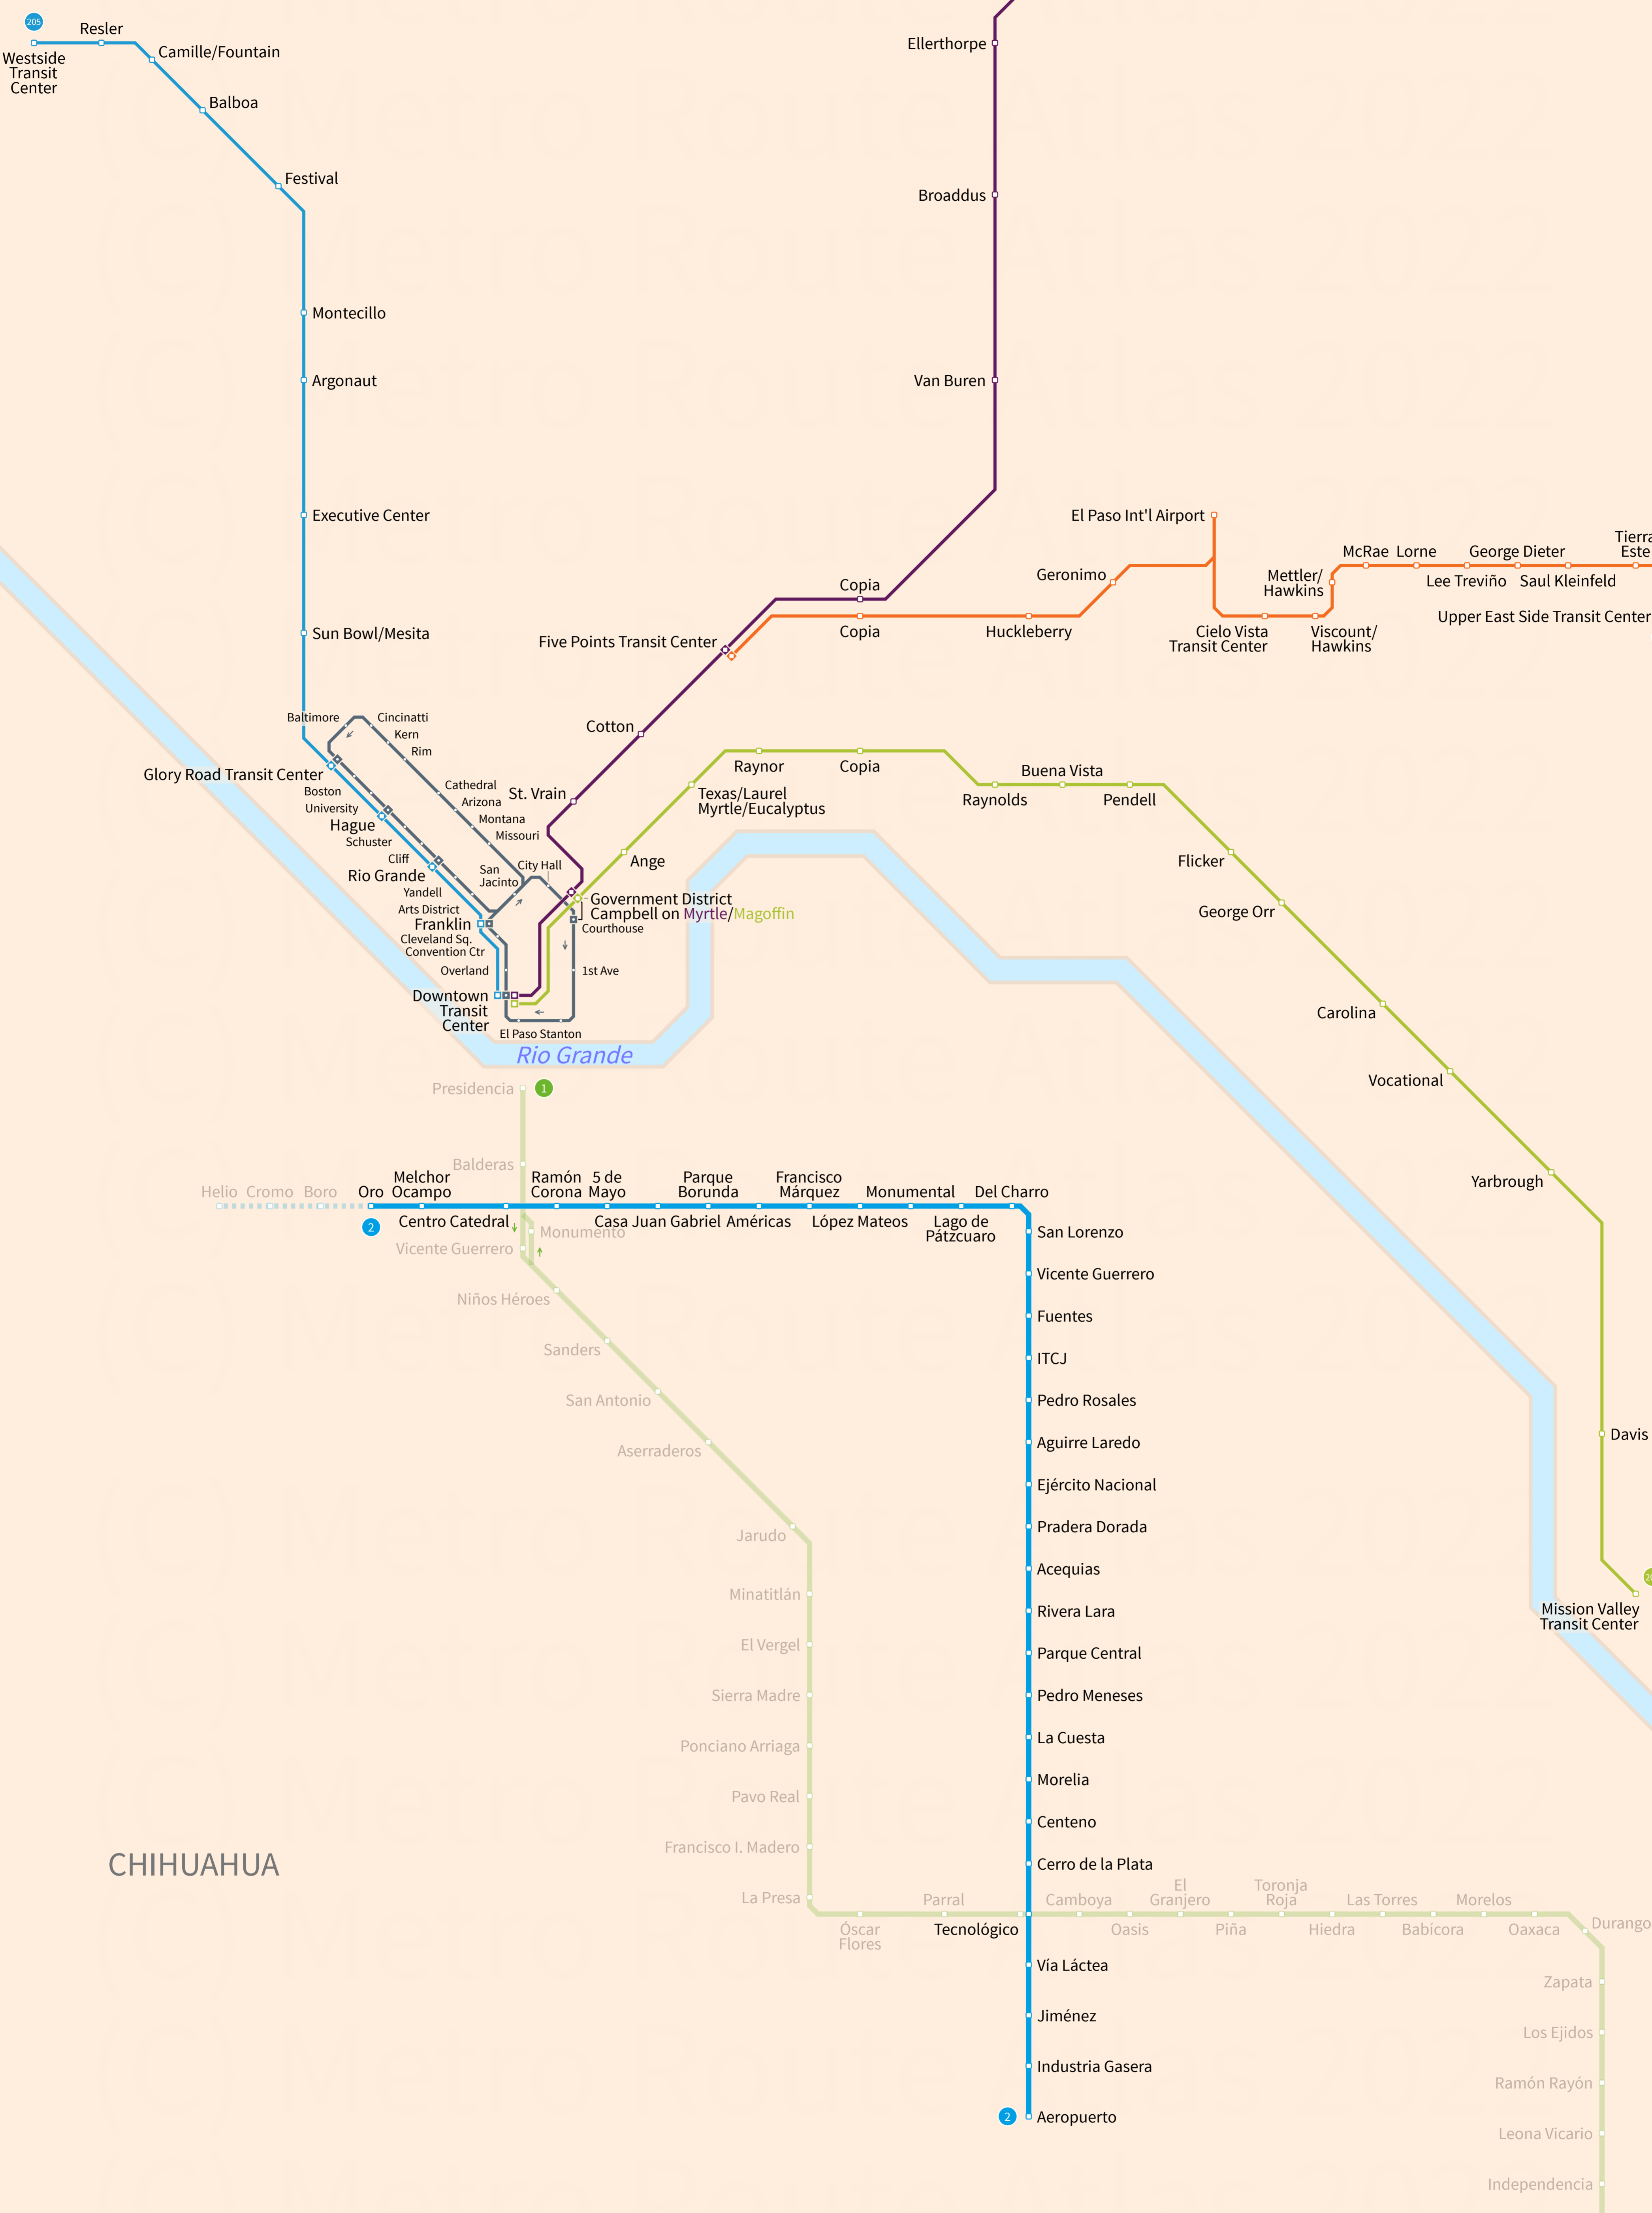 205
Resler
Westside
Transit
Center
Camille/Fountain
Balboa
Festival
Montecillo
Argonaut
Executive Center
Sun Bowl/Mesita
Ellerthorpe
Broaddus
Van Buren
Copia
Five Points Transit Center
Cotton
St. Vrain
El Paso Int'l Airport
Geronimo
Copia
Huckleberry
Cielo Vista
Transit Center
Viscount/
Hawkins
Mettler/
Hawkins
McRae
Lorne
Lee Treviño
George Dieter
Saul Kleinfeld
Tierra
Este
Upper East Side Transit Center
Baltimore
Cincinatti
Kern
Rim
Cathedral
Arizona
Montana
Missouri
City Hall
San
Jacinto
Glory Road Transit Center
Boston
University
Hague
Schuster
Cliff
Rio Grande
Yandell
Arts District
Franklin
Cleveland Sq.
Convention Ctr
Overland
Downtown
Transit
Center
El Paso
Stanton
1st Ave
Courthouse
Government District
Campbell on Myrtle/Magoffin
Ange
Texas/Laurel
Myrtle/Eucalyptus
Raynor
Copia
Raynolds
Buena Vista
Pendell
Flicker
George Orr
Carolina
Vocational
Yarbrough
Davis
Mission Valley
Transit Center
Rio Grande
Presidencia
1
Balderas
Helio
Cromo
Boro
Oro
2
Melchor
Ocampo
Centro Catedral
Ramón
Corona
5 de
Mayo
Casa Juan Gabriel
Parque
Borunda
Américas
Francisco
Márquez
López Mateos
Monumental
Lago de
Pátzcuaro
Del Charro
Monumento
Vicente Guerrero
Niños Héroes
Sanders
San Antonio
Aserraderos
Jarudo
Minatitlán
El Vergel
Sierra Madre
Ponciano Arriaga
Pavo Real
Francisco I. Madero
La Presa
San Lorenzo
Vicente Guerrero
Fuentes
ITCJ
Pedro Rosales
Aguirre Laredo
Ejército Nacional
Pradera Dorada
Acequias
Rivera Lara
Parque Central
Pedro Meneses
La Cuesta
Morelia
Centeno
Cerro de la Plata
CHIHUAHUA
Óscar
Flores
Parral
Tecnológico
Camboya
Oasis
El
Granjero
Piña
Toronja
Roja
Hiedra
Las Torres
Babícora
Morelos
Oaxaca
Durango
Vía Láctea
Jiménez
Industria Gasera
2
Aeropuerto
Zapata
Los Ejidos
Ramón Rayón
Leona Vicario
Independencia